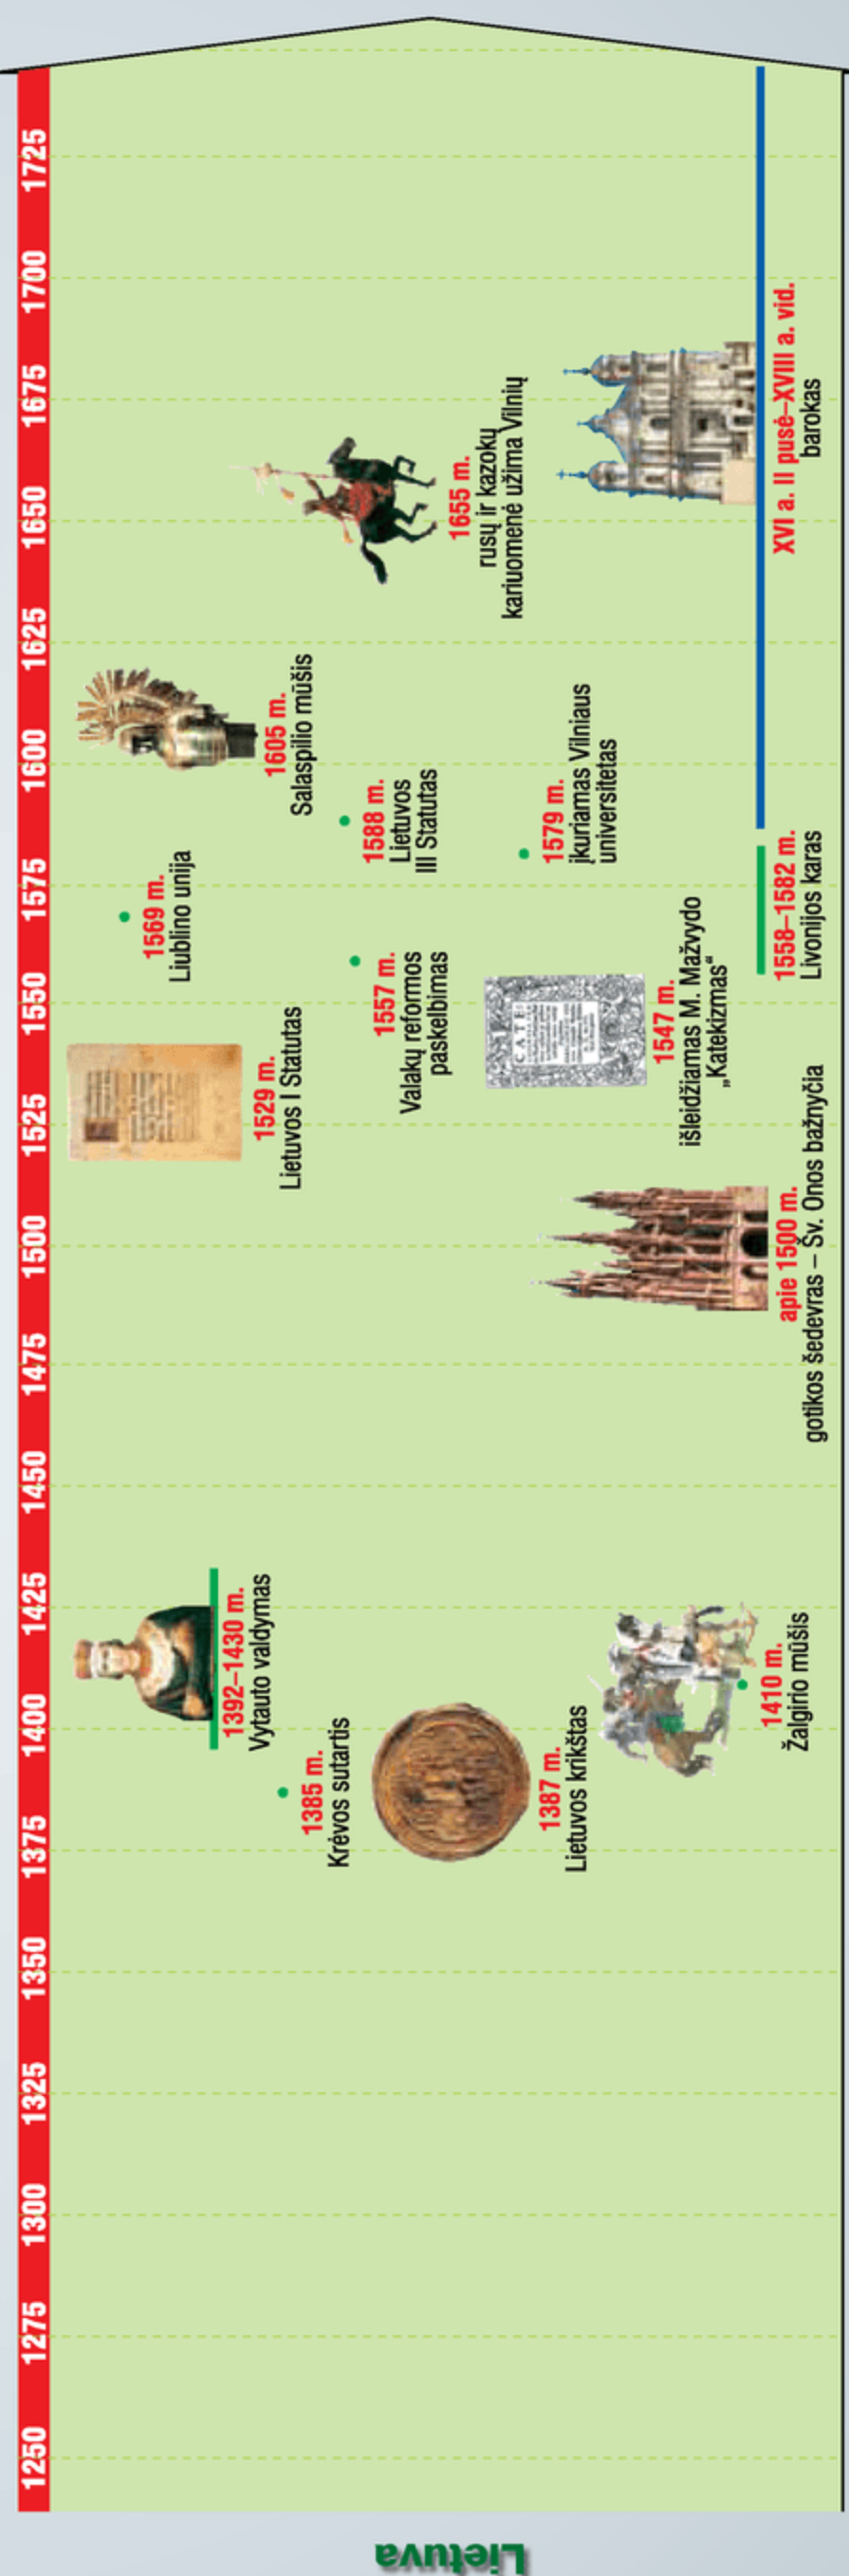 Lietuva
1250
1275
1300
1325
1350
1375
1400
1425
1450
1475
1500
1525
1550
1575
1600
1625
1650
1675
1700
1725
1392–1430 m.
Vytauto valdymas
1385 m.
Krėvos sutartis
1387 m.
Lietuvos krikštas
1410 m.
Žalgirio mūšis
apie 1500 m.
gotikos šedevras – Šv. Onos bažnyčia
1529 m.
Lietuvos I Statutas
1557 m.
Valakų reformos
paskelbimas
CATE
1547 m.
išleidžiamas M. Mažvydo
„Katekizmas“
1569 m.
Liublino unija
1558–1582 m.
Livonijos karas
1588 m.
Lietuvos
III Statutas
1579 m.
įkuriamas Vilniaus
universitetas
1605 m.
Salaspilio mūšis
1655 m.
rusų ir kazokų
kariuomenė užima Vilnių
XVI a. II pusė–XVIII a. vid.
barokas